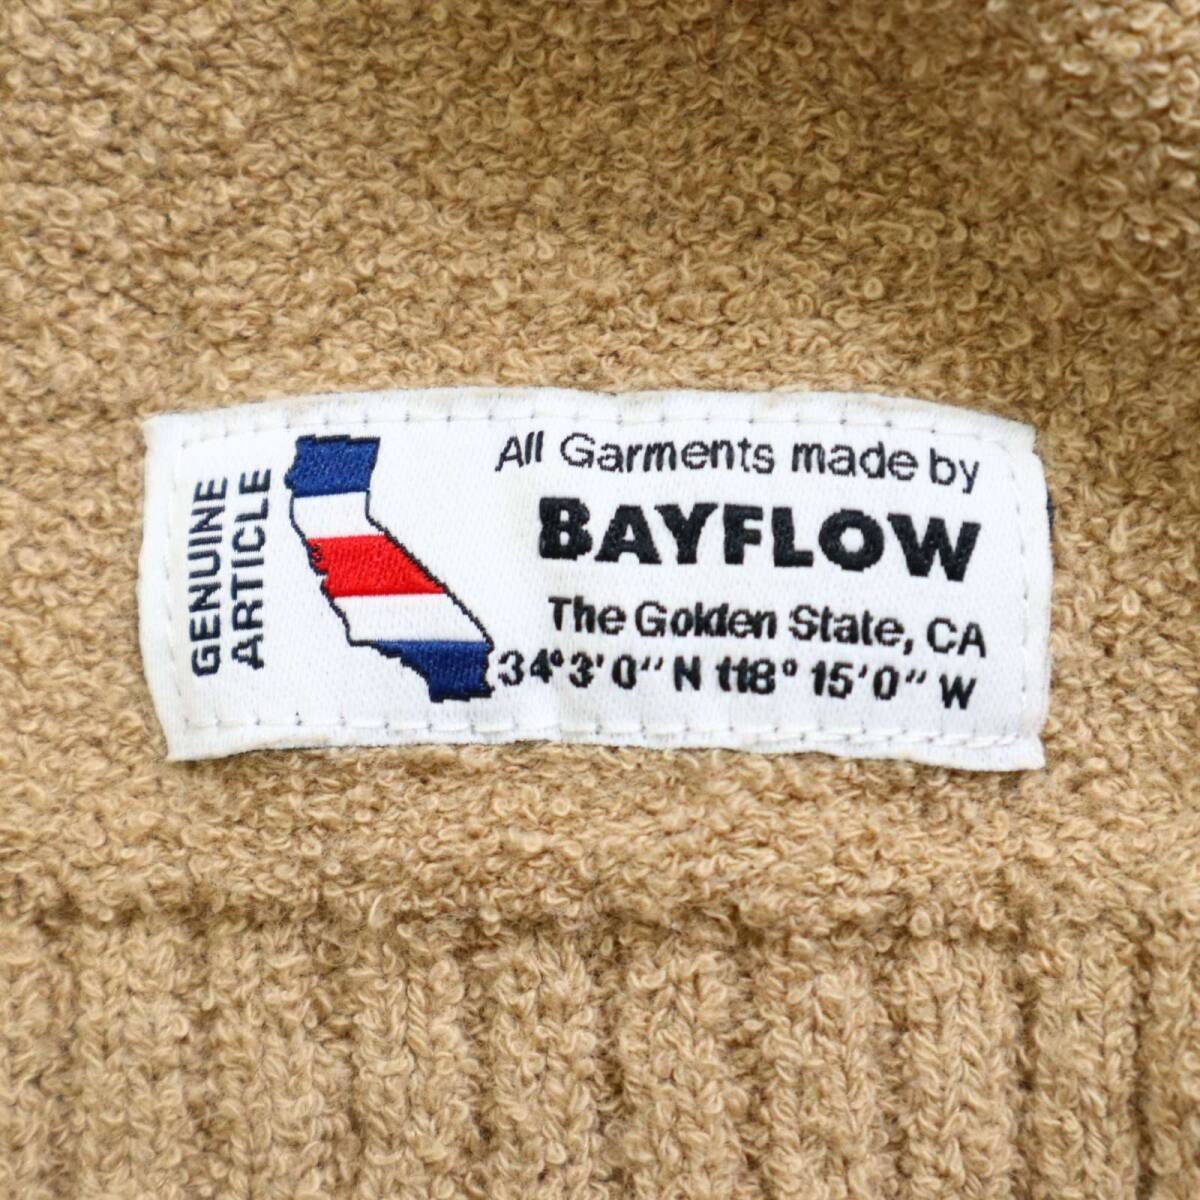 GENUINE
ARTICLE
All Garments made by
BAYFLOW
The Golden State, CA
34°3'0" N 118° 15'0" W